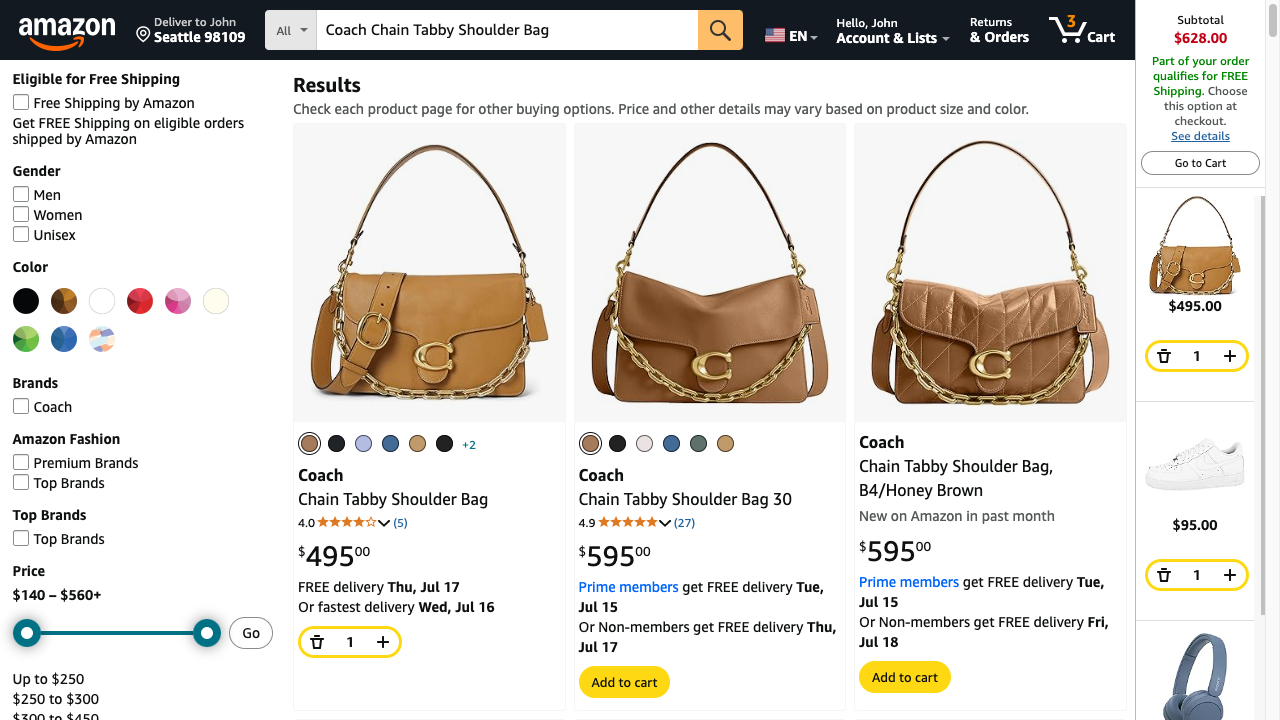 amazon
Deliver to John
Seattle 98109
All
Coach Chain Tabby Shoulder Bag
EN
Hello, John
Account & Lists
Returns
& Orders
3
Cart
Subtotal
$628.00
Part of your order
qualifies for FREE
Shipping. Choose
this option at
checkout.
See details
Go to Cart
$495.00
1
$95.00
1
Eligible for Free Shipping
Free Shipping by Amazon
Get FREE Shipping on eligible orders
shipped by Amazon
Gender
Men
Women
Unisex
Color
Brands
Coach
Amazon Fashion
Premium Brands
Top Brands
Top Brands
Top Brands
Price
$140 – $560+
Go
Up to $250
$250 to $300
$300 to $450
Results
Check each product page for other buying options. Price and other details may vary based on product size and color.
+2
Coach
Chain Tabby Shoulder Bag
4.0 (5)
$49500
FREE delivery Thu, Jul 17
Or fastest delivery Wed, Jul 16
1
Coach
Chain Tabby Shoulder Bag 30
4.9 (27)
$59500
Prime members get FREE delivery Tue,
Jul 15
Or Non-members get FREE delivery Thu,
Jul 17
Add to cart
Coach
Chain Tabby Shoulder Bag,
B4/Honey Brown
New on Amazon in past month
$59500
Prime members get FREE delivery Tue,
Jul 15
Or Non-members get FREE delivery Fri,
Jul 18
Add to cart